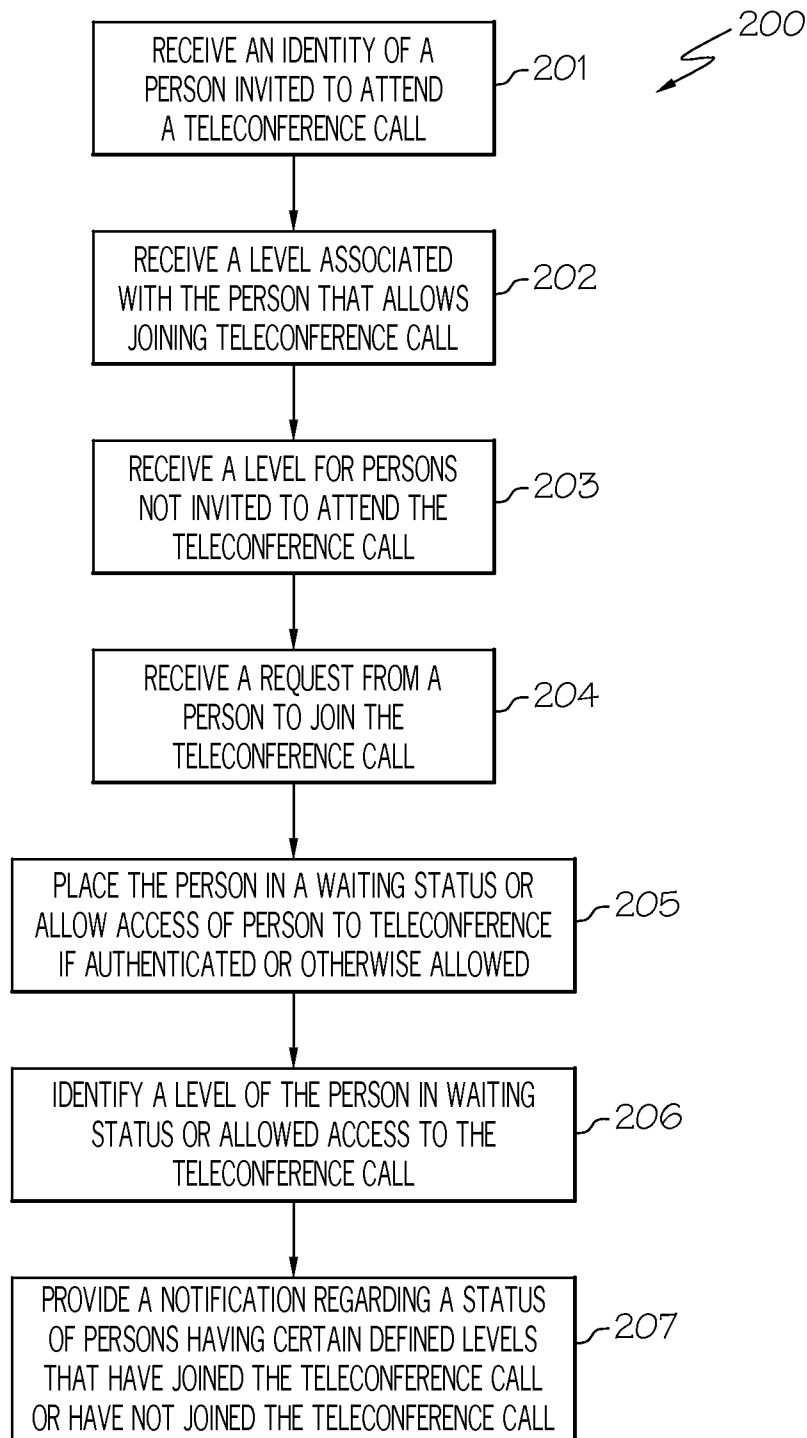 200
RECEIVE AN IDENTITY OF A
PERSON INVITED TO ATTEND
A TELECONFERENCE CALL
201
RECEIVE A LEVEL ASSOCIATED
WITH THE PERSON THAT ALLOWS
JOINING TELECONFERENCE CALL
202
RECEIVE A LEVEL FOR PERSONS
NOT INVITED TO ATTEND THE
TELECONFERENCE CALL
203
RECEIVE A REQUEST FROM A
PERSON TO JOIN THE
TELECONFERENCE CALL
204
PLACE THE PERSON IN A WAITING STATUS OR
ALLOW ACCESS OF PERSON TO TELECONFERENCE
IF AUTHENTICATED OR OTHERWISE ALLOWED
205
IDENTIFY A LEVEL OF THE PERSON IN WAITING
STATUS OR ALLOWED ACCESS TO THE
TELECONFERENCE CALL
206
PROVIDE A NOTIFICATION REGARDING A STATUS
OF PERSONS HAVING CERTAIN DEFINED LEVELS
THAT HAVE JOINED THE TELECONFERENCE CALL
OR HAVE NOT JOINED THE TELECONFERENCE CALL
207